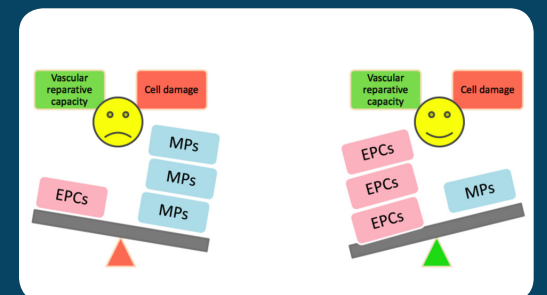 Vascular
reparative
capacity
Cell damage
MPs
MPs
EPCs
MPs
Vascular
reparative
capacity
Cell damage
EPCs
EPCs
MPs
EPCs